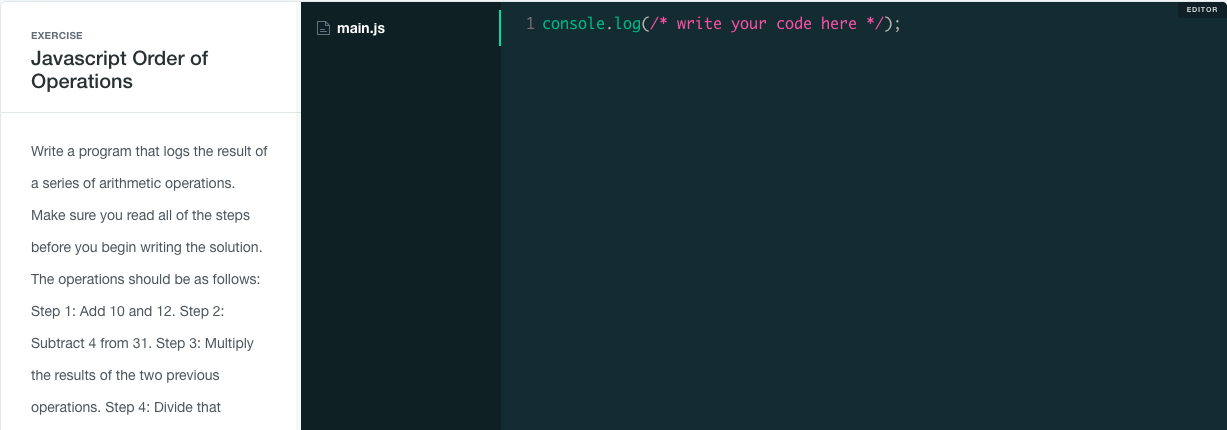 EXERCISE
Javascript Order of
Operations
Write a program that logs the result of
a series of arithmetic operations.
Make sure you read all of the steps
before you begin writing the solution.
The operations should be as follows:
Step 1: Add 10 and 12. Step 2:
Subtract 4 from 31. Step 3: Multiply
the results of the two previous
operations. Step 4: Divide that
main.js
EDITOR
1 console.log(/* write your code here */);